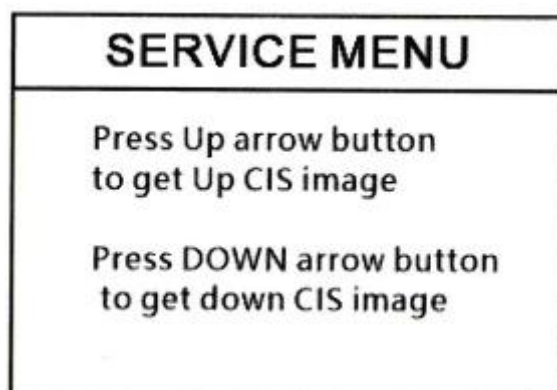 SERVICE MENU
Press Up arrow button
to get Up CIS image
Press DOWN arrow button
to get down CIS image